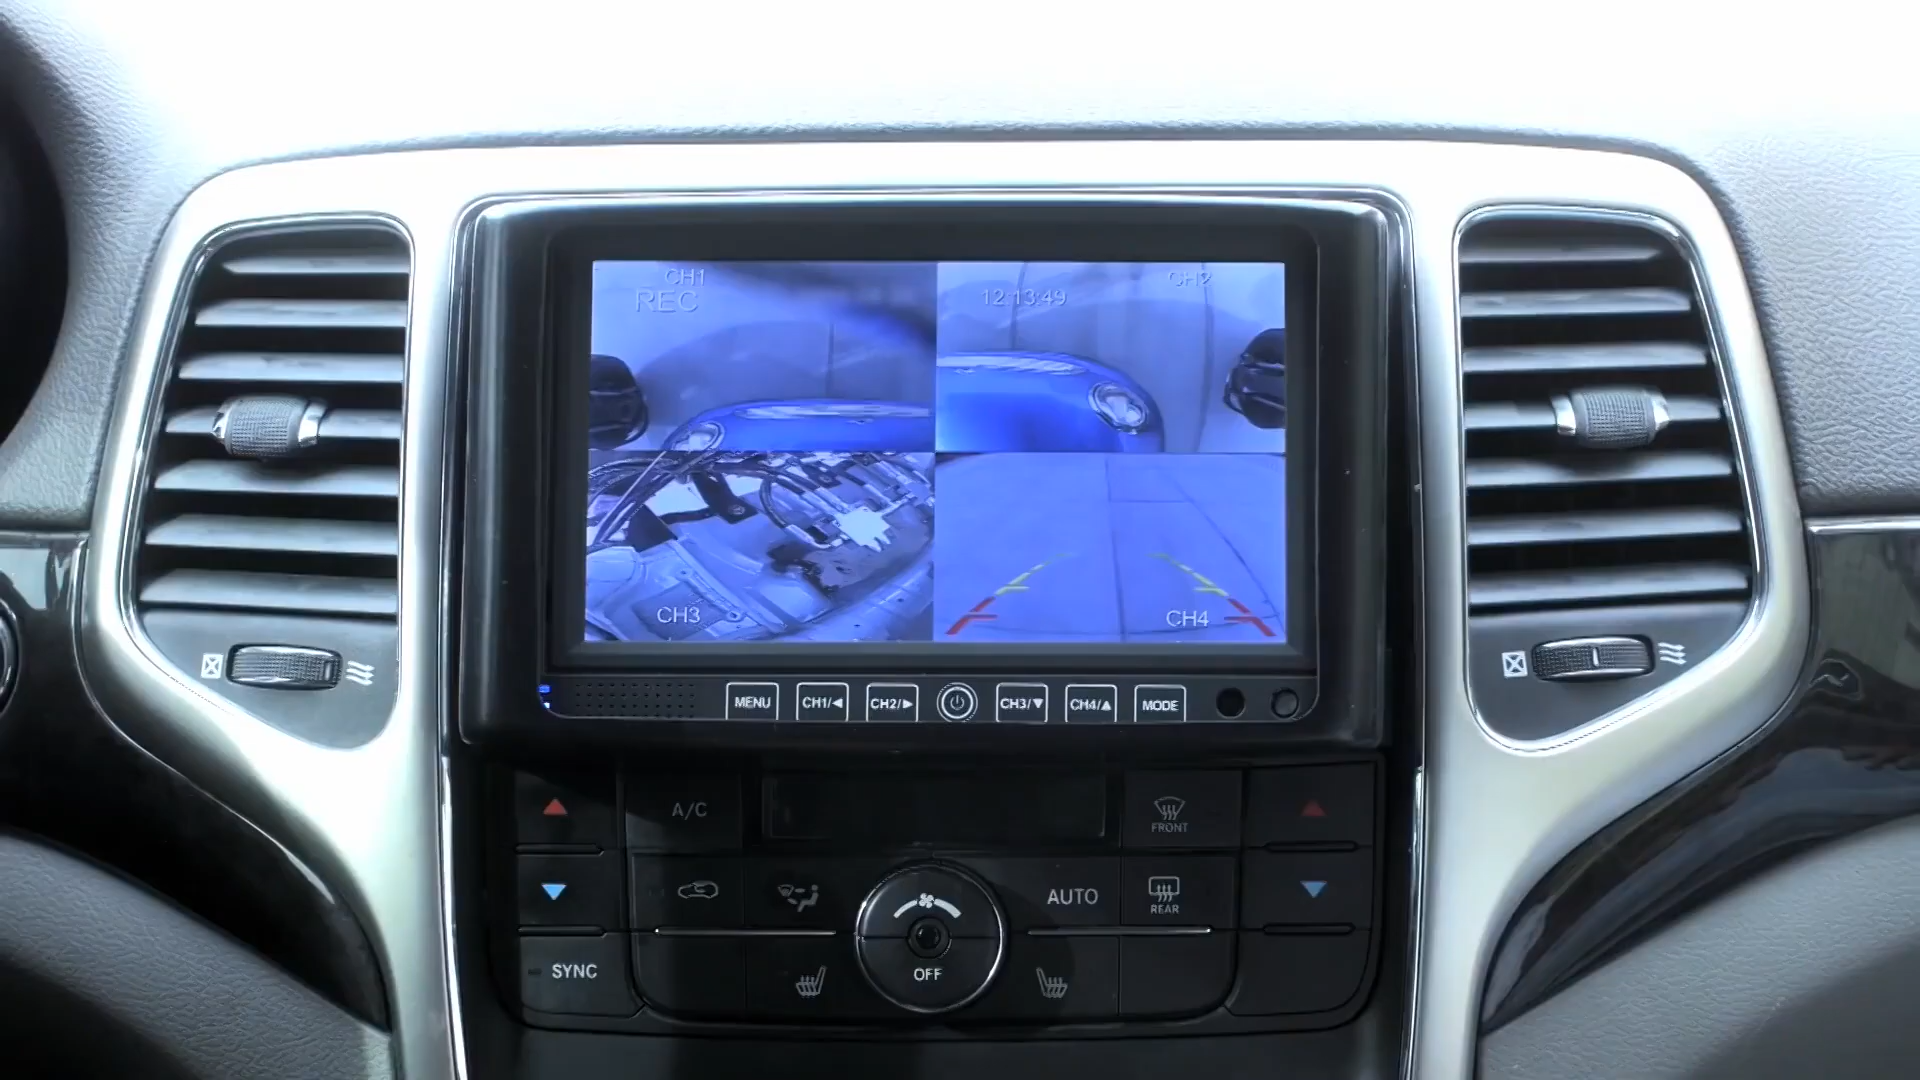 CH1
CH2
REC
12:13:49
CH3
CH4
MENU
CH1/◀
CH2/▶
CH3/▼
CH4/▲
MODE
A/C
FRONT
AUTO
REAR
SYNC
OFF